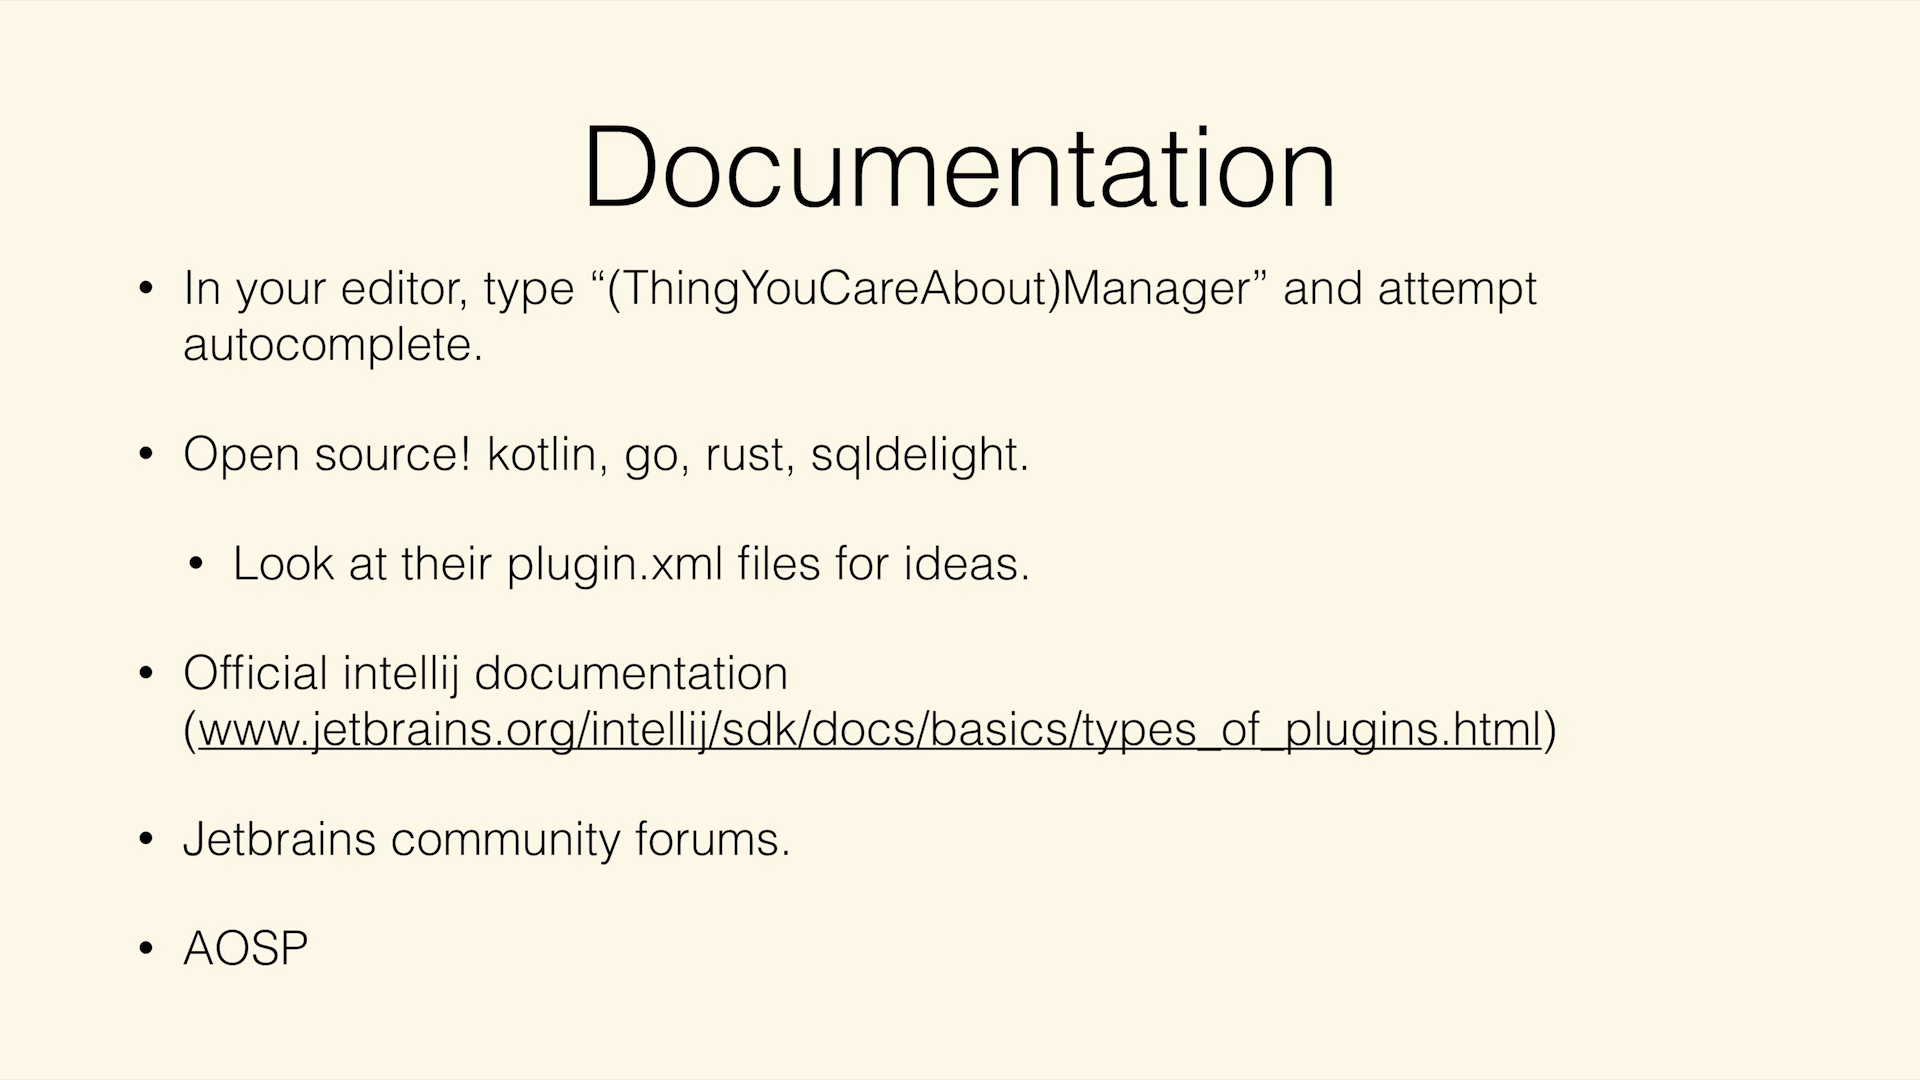 Documentation
• In your editor, type “(ThingYouCareAbout)Manager” and attempt
autocomplete.
• Open source! kotlin, go, rust, sqldelight.
• Look at their plugin.xml files for ideas.
• Official intellij documentation
(www.jetbrains.org/intellij/sdk/docs/basics/types_of_plugins.html)
• Jetbrains community forums.
• AOSP